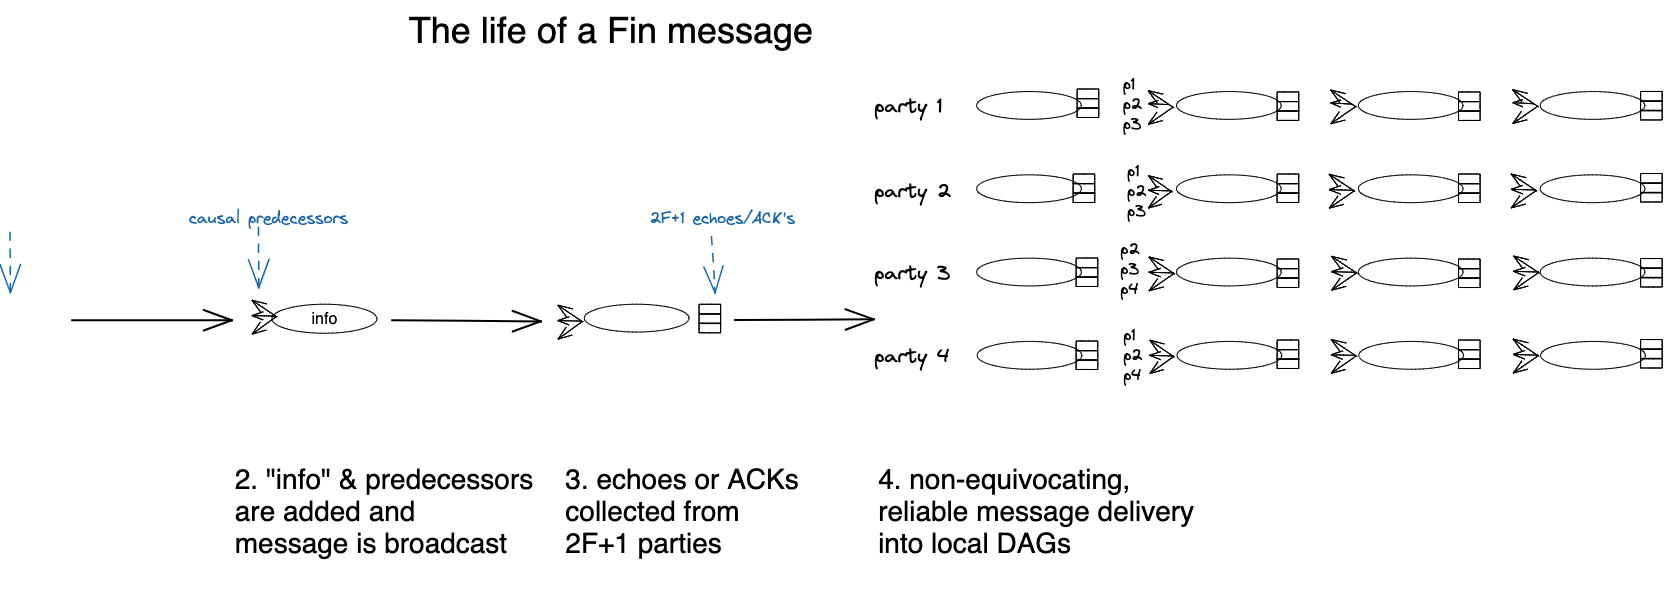 The life of a Fin message
causal predecessors
info
2F+1 echoes/ACK's
party 1
p1
p2
p3
party 2
p1
p2
p3
party 3
p2
p3
p4
party 4
p1
p2
p4
2. "info" & predecessors
are added and
message is broadcast
3. echoes or ACKs
collected from
2F+1 parties
4. non-equivocating,
reliable message delivery
into local DAGs